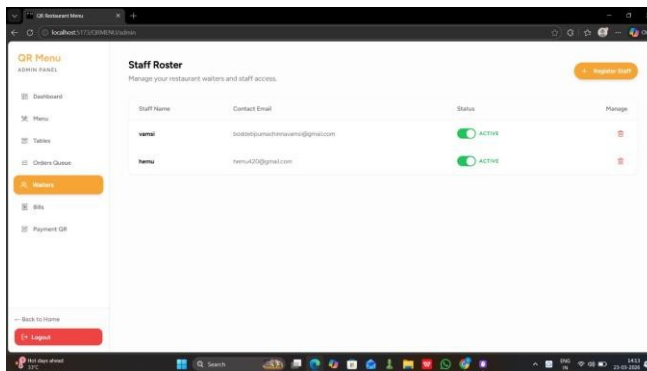 QR Restaurant Menu
localhost:5173/QRMENU/admin
QR Menu
ADMIN PANEL
Dashboard
Menu
Tables
Orders Queue
Waiters
Bills
Payment QR
← Back to Home
Logout
Staff Roster
Manage your restaurant waiters and staff access.
+ Register Staff
Staff Name Contact Email Status Manage
vamsi @gmail.com ACTIVE
hemu hemu420@gmail.com ACTIVE
Hot days ahead
33°C
Search
ENG
IN
14:53
23-03-2026